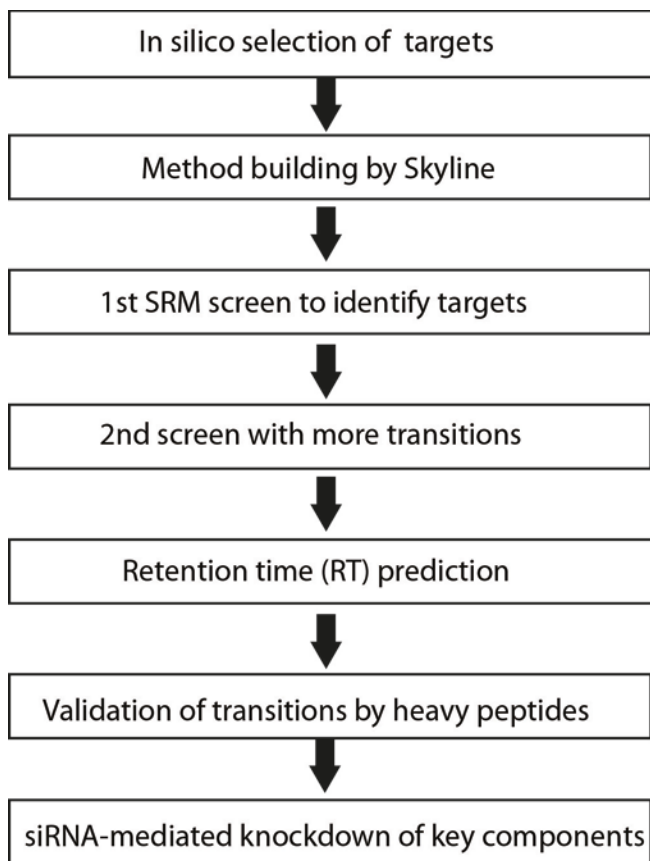 In silico selection of targets
Method building by Skyline
1st SRM screen to identify targets
2nd screen with more transitions
Retention time (RT) prediction
Validation of transitions by heavy peptides
siRNA-mediated knockdown of key components